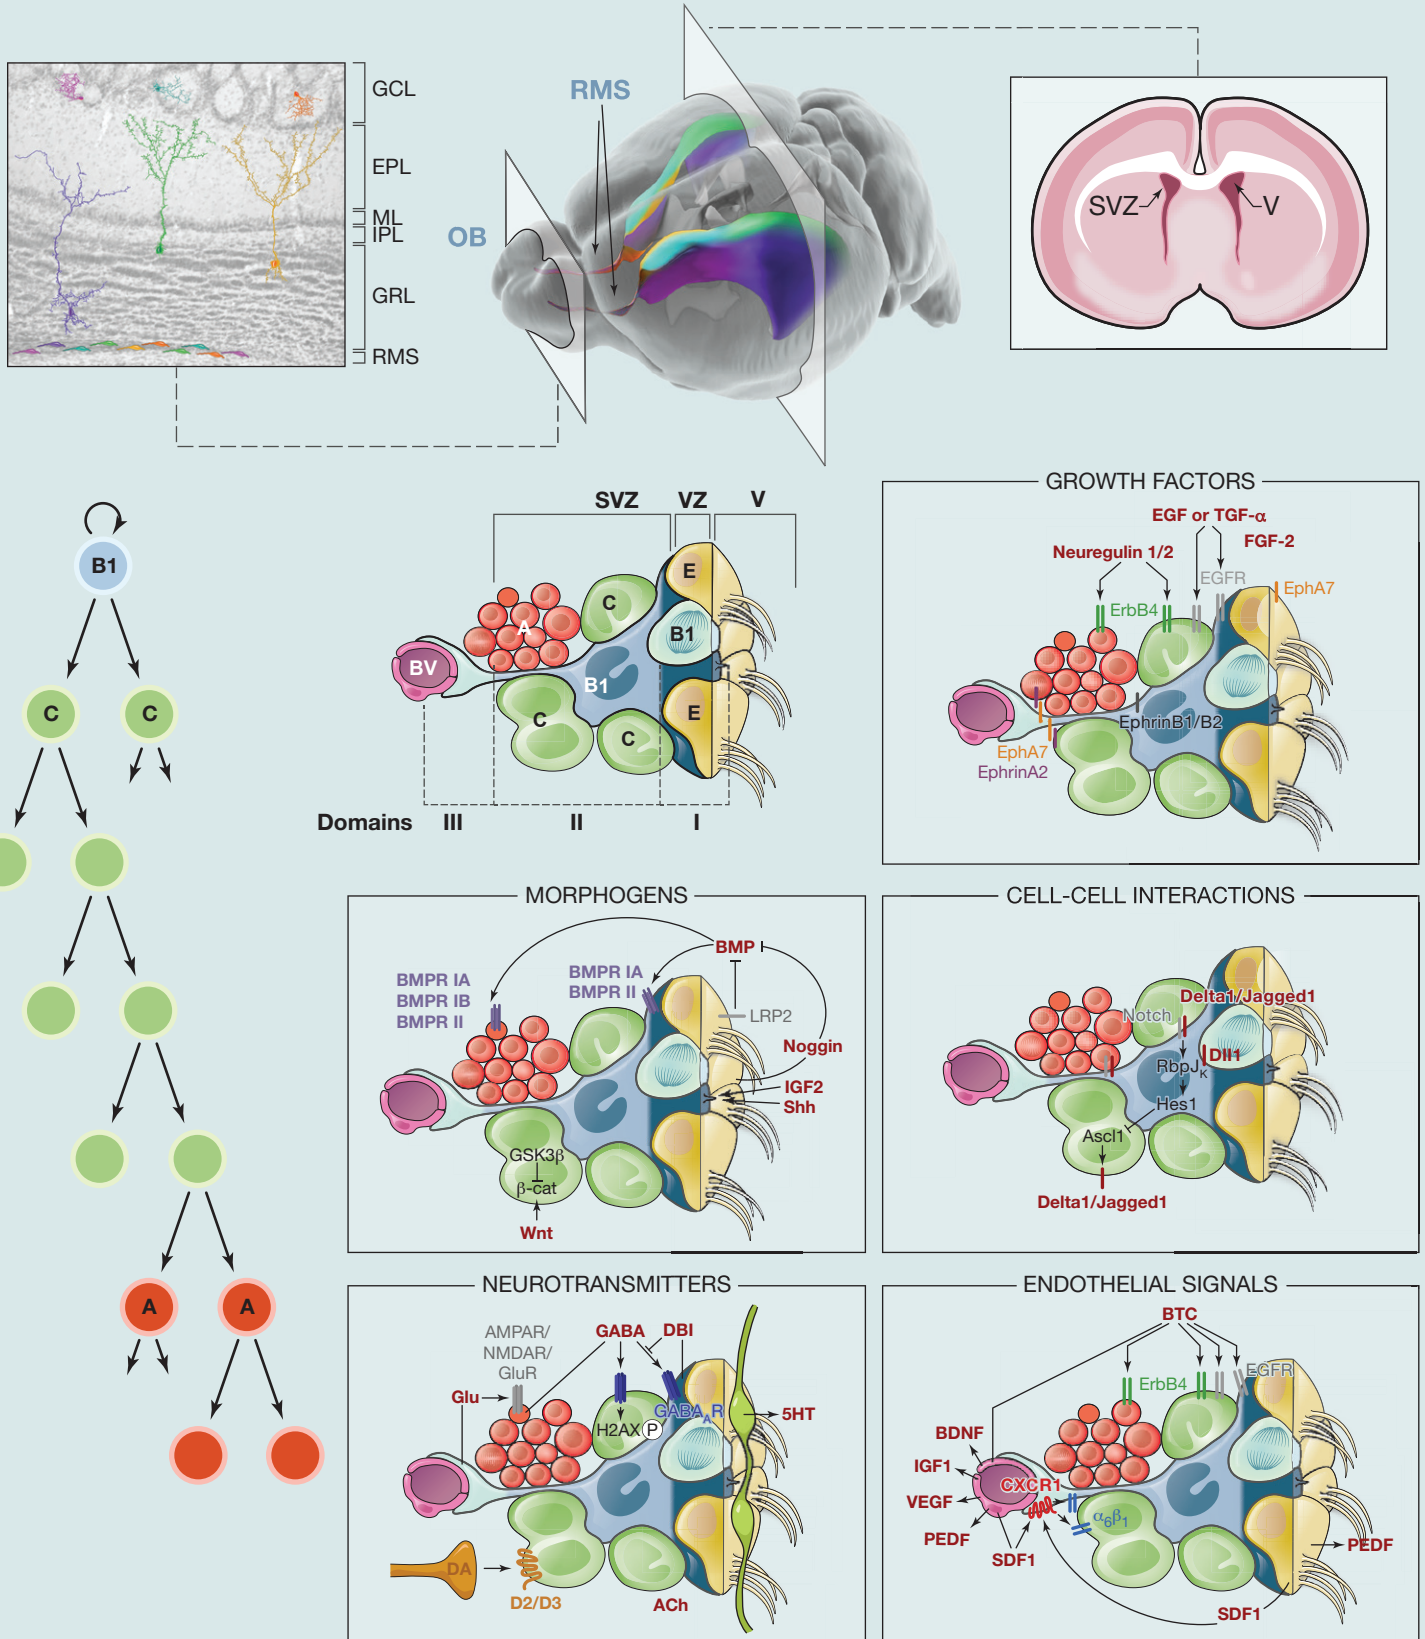 GCL
EPL
ML
IPL
GRL
RMS
RMS
OB
SVZ
V
B1
C
C
A
A
SVZ
VZ
V
E
C
A
B1
BV
B1
C
E
C
Domains
III
II
I
GROWTH FACTORS
EGF or TGF-α
FGF-2
Neuregulin 1/2
EGFR
EphA7
ErbB4
EphrinB1/B2
EphA7
EphrinA2
MORPHOGENS
BMP
BMPR IA
BMPR IB
BMPR II
BMPR IA
BMPR II
LRP2
Noggin
IGF2
Shh
GSK3β
β-cat
Wnt
CELL-CELL INTERACTIONS
Delta1/Jagged1
Notch
Dll1
RbpJκ
Hes1
Ascl1
Delta1/Jagged1
NEUROTRANSMITTERS
AMPAR/
NMDAR/
GluR
GABA
DBI
Glu
GABAAR
5HT
H2AX P
DA
D2/D3
ACh
ENDOTHELIAL SIGNALS
BTC
EGFR
ErbB4
BDNF
IGF1
CXCR1
VEGF
α6β1
PEDF
SDF1
PEDF
SDF1